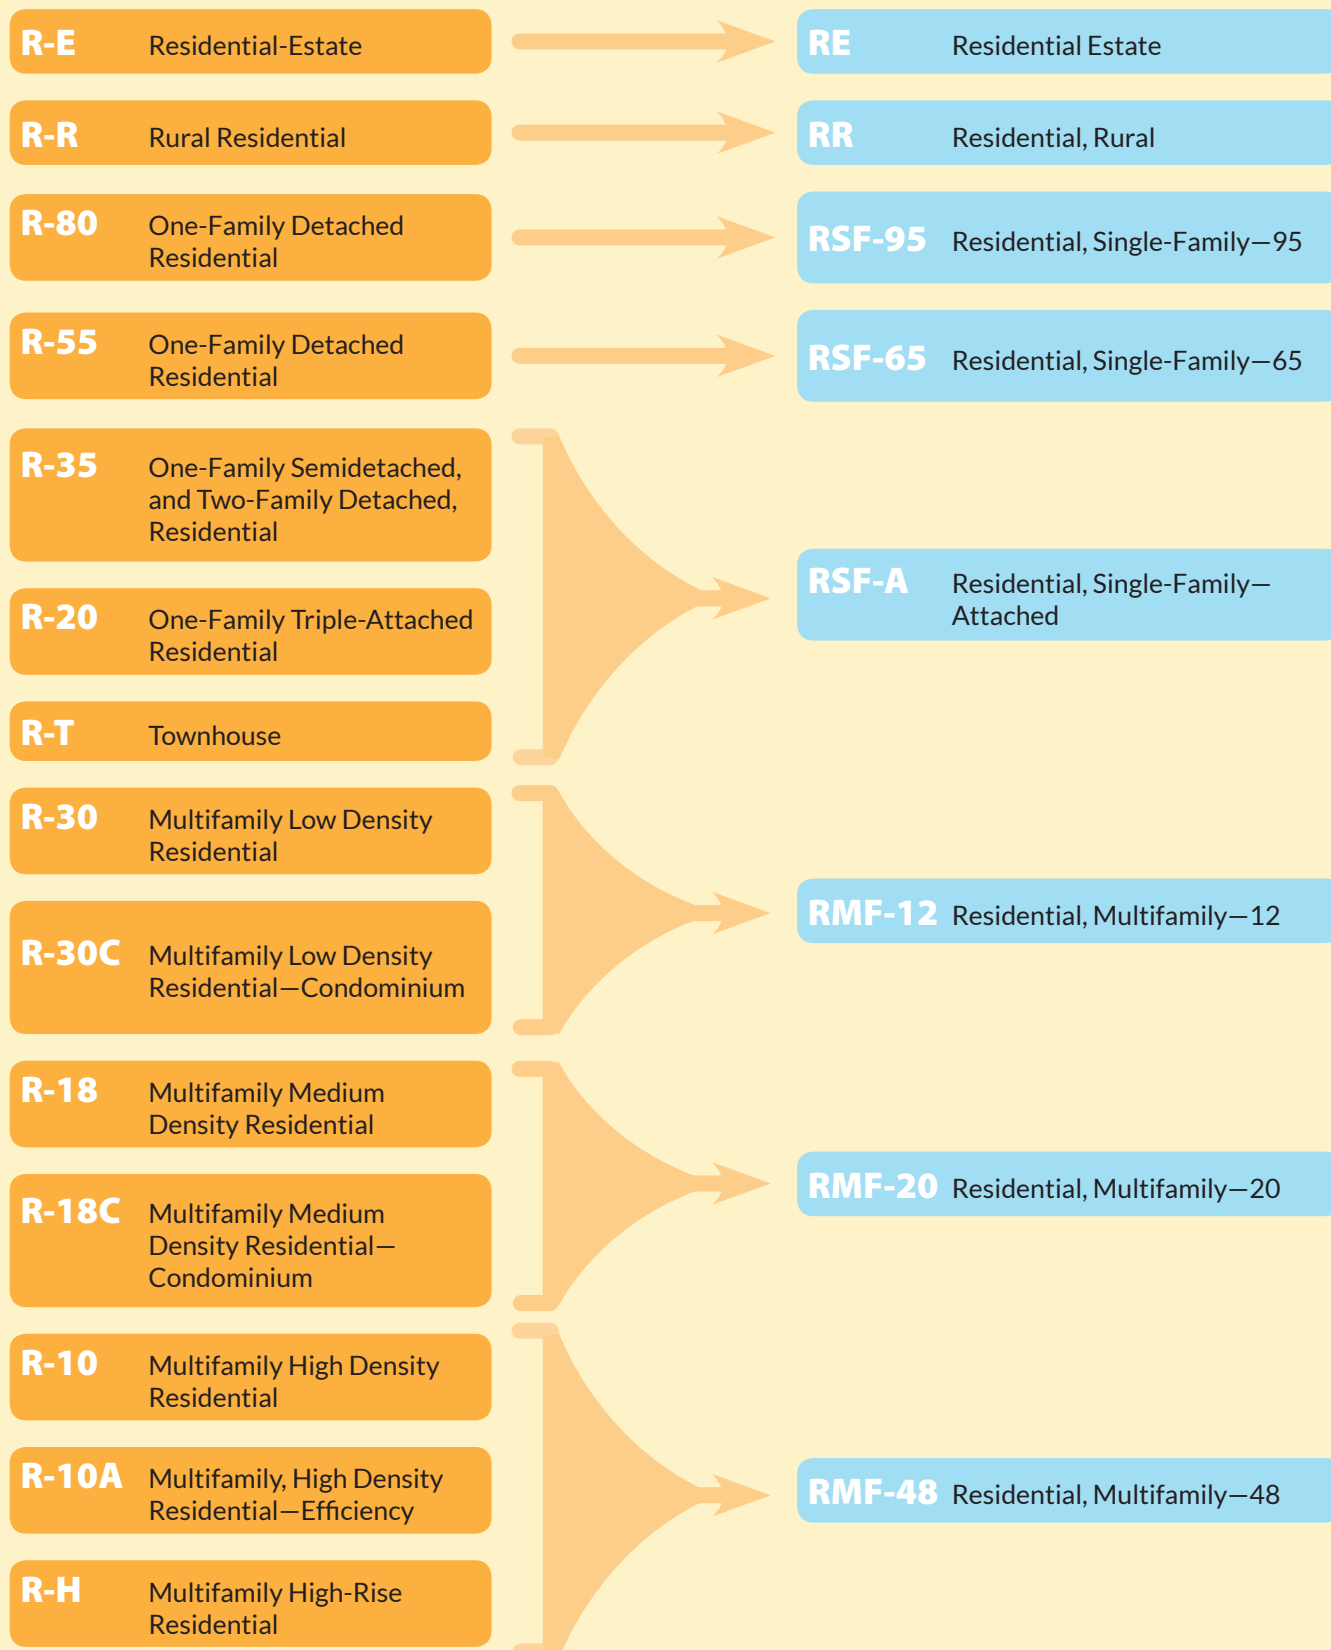 R-E Residential-Estate
RE Residential Estate
R-R Rural Residential
RR Residential, Rural
R-80 One-Family Detached
Residential
RSF-95 Residential, Single-Family—95
R-55 One-Family Detached
Residential
RSF-65 Residential, Single-Family—65
R-35 One-Family Semidetached,
and Two-Family Detached,
Residential
R-20 One-Family Triple-Attached
Residential
R-T Townhouse
RSF-A Residential, Single-Family—
Attached
R-30 Multifamily Low Density
Residential
R-30C Multifamily Low Density
Residential—Condominium
RMF-12 Residential, Multifamily—12
R-18 Multifamily Medium
Density Residential
R-18C Multifamily Medium
Density Residential—
Condominium
RMF-20 Residential, Multifamily—20
R-10 Multifamily High Density
Residential
R-10A Multifamily, High Density
Residential—Efficiency
R-H Multifamily High-Rise
Residential
RMF-48 Residential, Multifamily—48